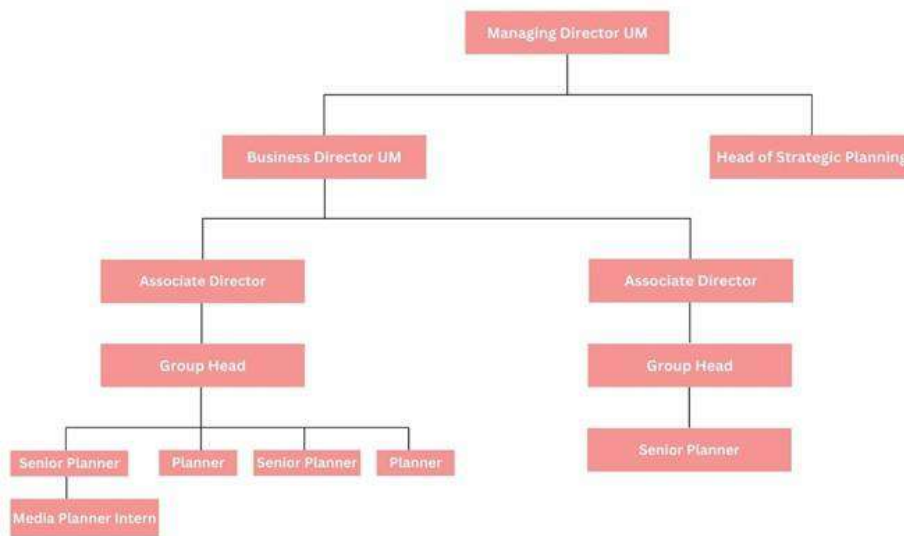 Managing Director UM
Business Director UM
Head of Strategic Planning
Associate Director
Associate Director
Group Head
Group Head
Senior Planner
Planner
Senior Planner
Planner
Senior Planner
Media Planner Intern